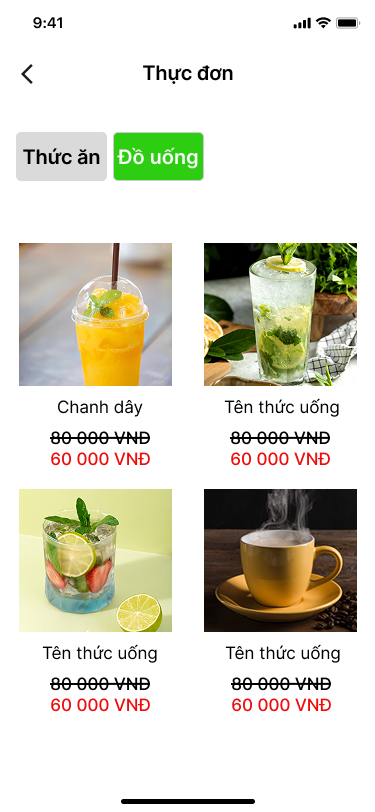 9:41
Thực đơn
Thức ăn
Đồ uống
Chanh dây
80 000 VNĐ
60 000 VNĐ
Tên thức uống
80 000 VNĐ
60 000 VNĐ
Tên thức uống
80 000 VNĐ
60 000 VNĐ
Tên thức uống
80 000 VNĐ
60 000 VNĐ